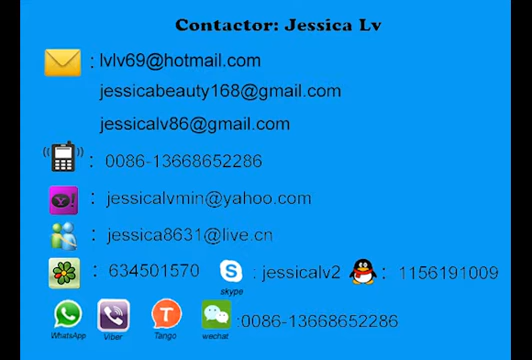 Contactor: Jessica Lv
: lvlv69@hotmail.com
jessicabeauty168@gmail.com
jessicalv86@gmail.com
: 0086-13668652286
Y! : jessicalvmin@yahoo.com
: jessica8631@live.cn
: 634501570 S skype : jessicalv2 : 1156191009
WhatsApp Viber T Tango wechat :0086-13668652286